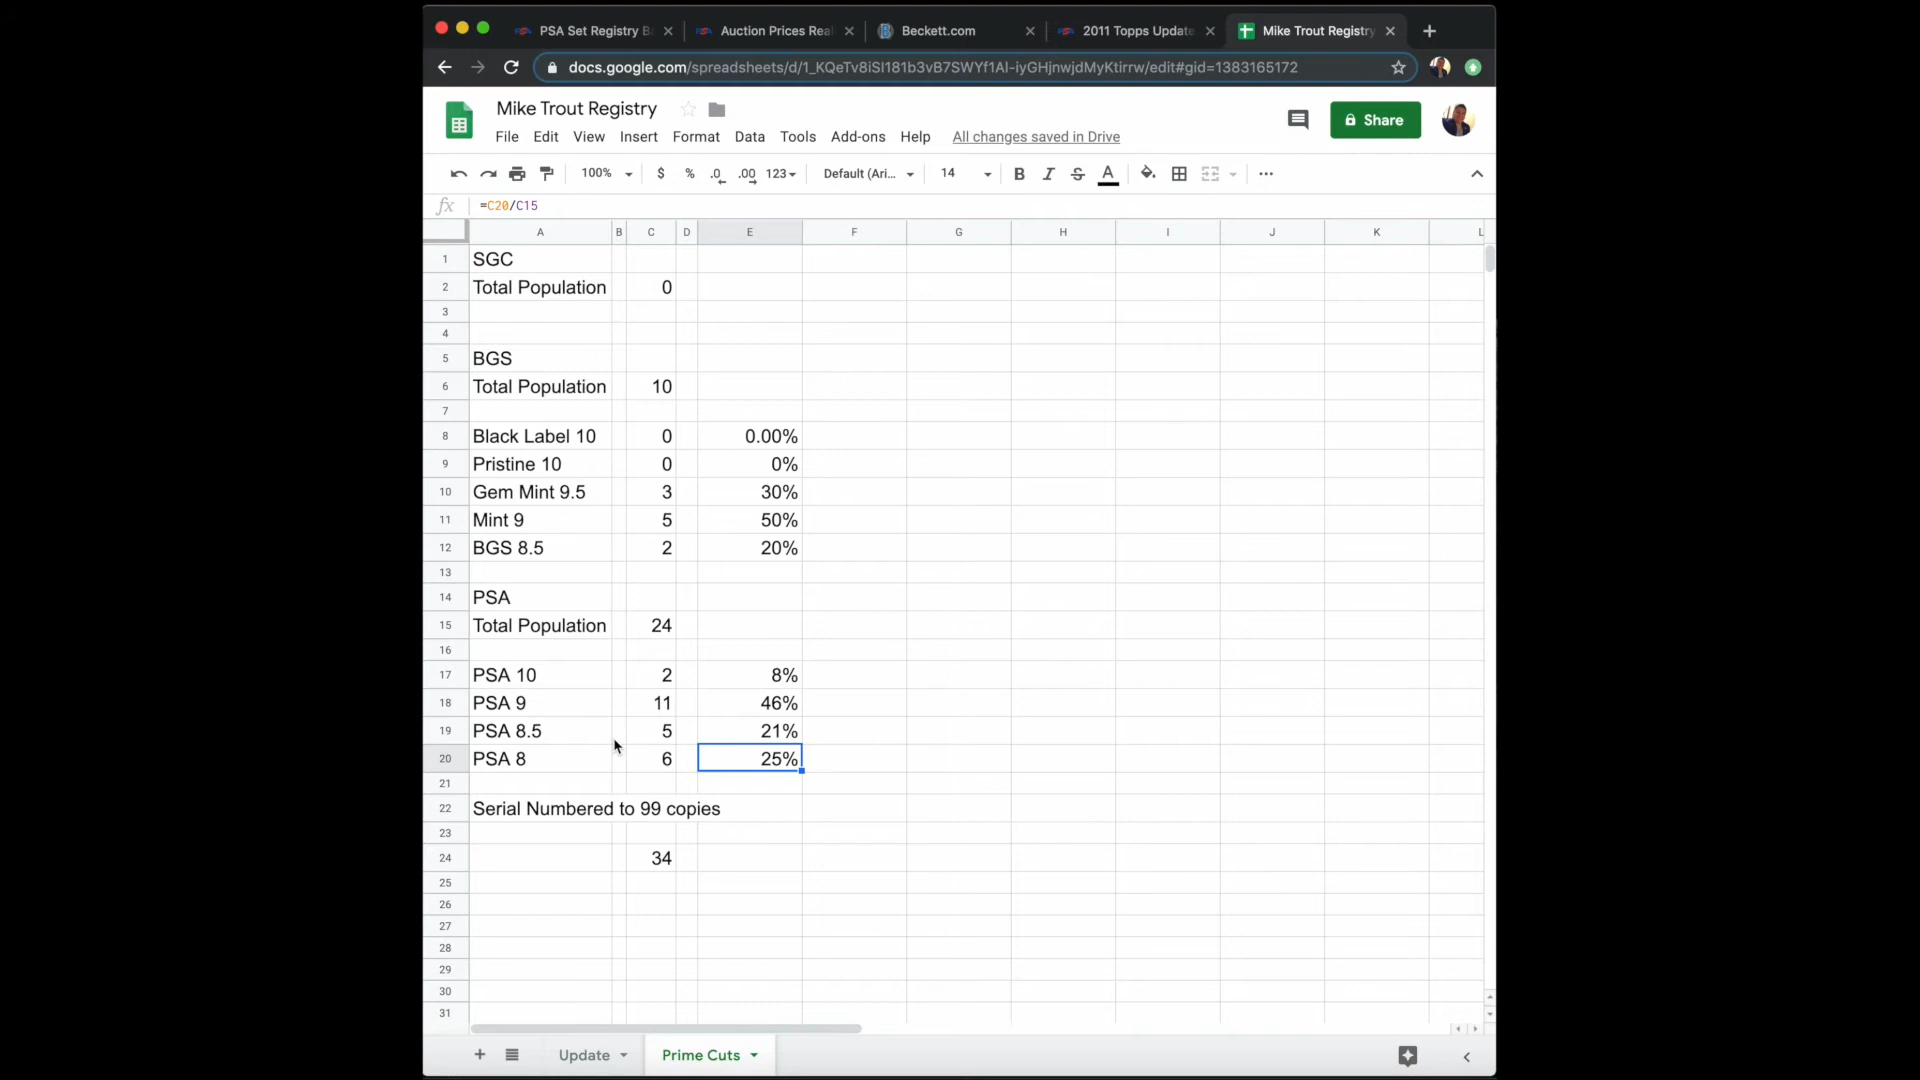 PSA Set Registry B
Auction Prices Real
Beckett.com
2011 Topps Update
Mike Trout Registry
docs.google.com/spreadsheets/d/1_KQeTv8iSI181b3vB7SWYf1AI-iyGHjnwjdMyKtirrw/edit#gid=1383165172
Mike Trout Registry
File Edit View Insert Format Data Tools Add-ons Help All changes saved in Drive
Share
100% $ % .0 .00 123 Default (Ari... 14 B I S A
fx =C20/C15
A B C D E F G H I J K L
1 SGC
2 Total Population 0
3
4
5 BGS
6 Total Population 10
7
8 Black Label 10 0 0.00%
9 Pristine 10 0 0%
10 Gem Mint 9.5 3 30%
11 Mint 9 5 50%
12 BGS 8.5 2 20%
13
14 PSA
15 Total Population 24
16
17 PSA 10 2 8%
18 PSA 9 11 46%
19 PSA 8.5 5 21%
20 PSA 8 6 25%
21
22 Serial Numbered to 99 copies
23
24 34
25
26
27
28
29
30
31
Update Prime Cuts